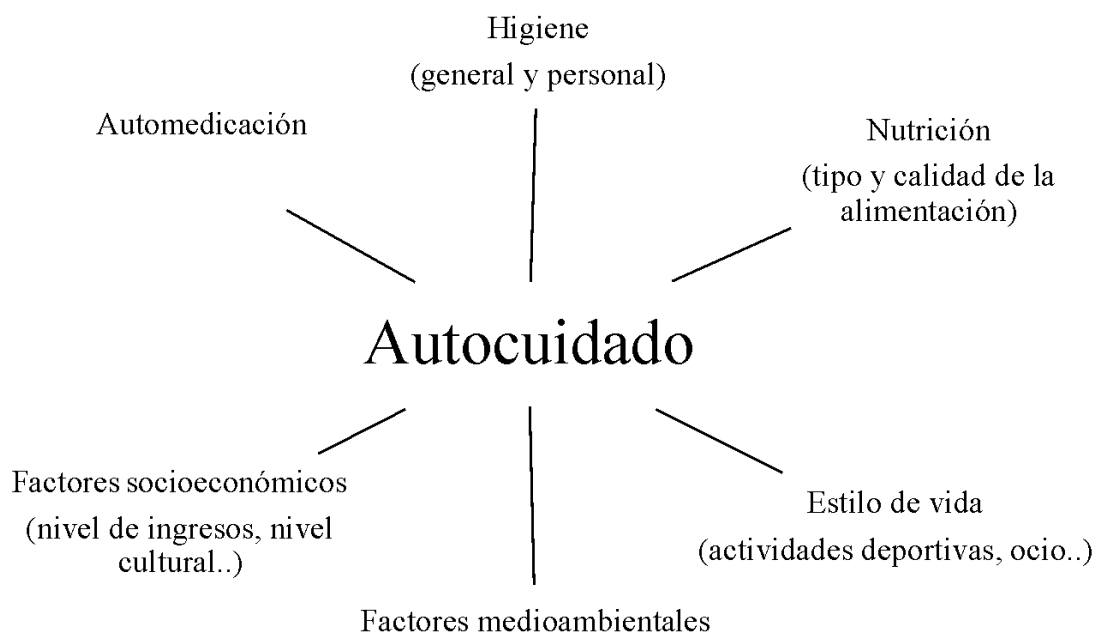 Higiene
(general y personal)
Automedicación
Nutrición
(tipo y calidad de la
alimentación)
Autocuidado
Factores socioeconómicos
(nivel de ingresos, nivel
cultural..)
Estilo de vida
(actividades deportivas, ocio..)
Factores medioambientales